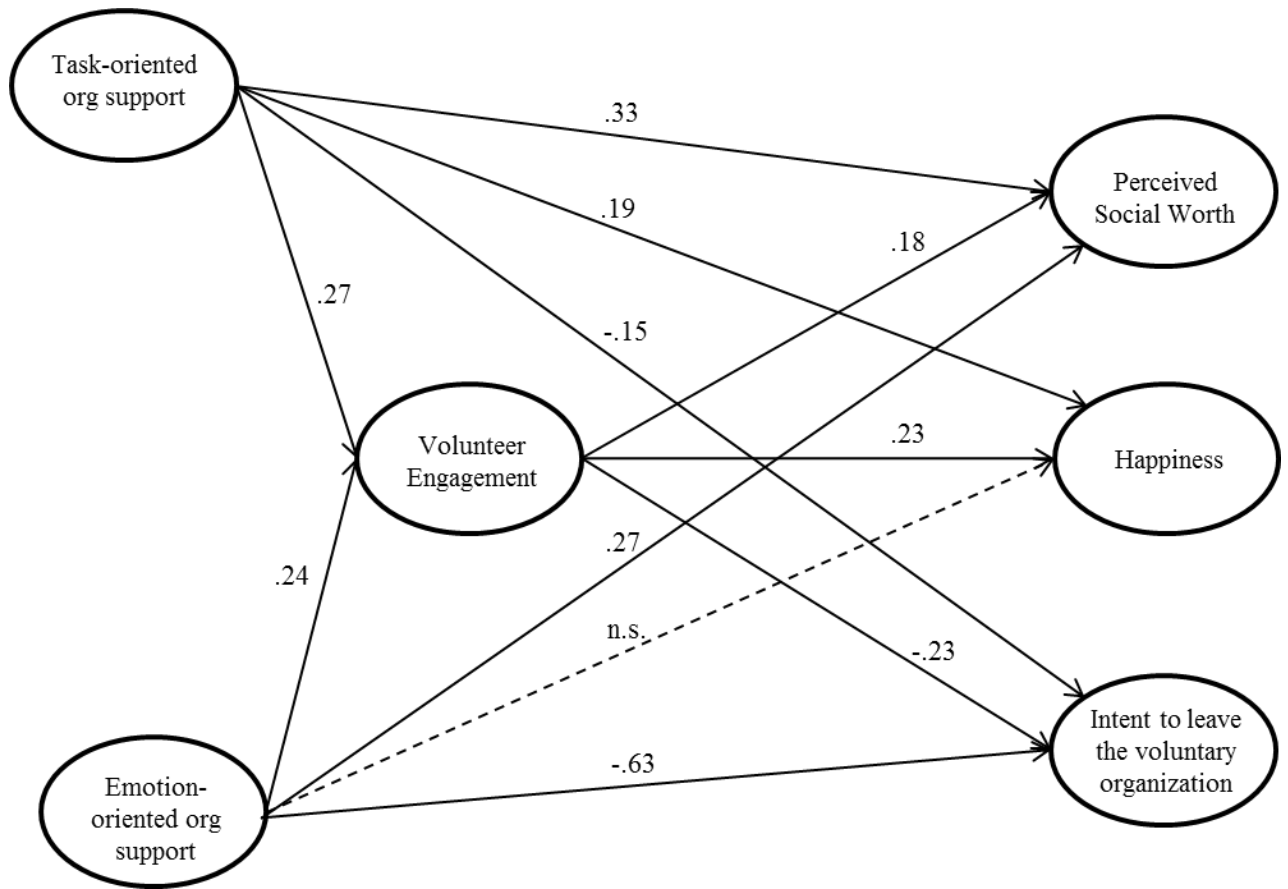 Task-oriented
org support
.33
Perceived
Social Worth
.19
.18
.27
-.15
Volunteer
Engagement
.23
Happiness
.27
.24
n.s.
-.23
Intent to leave
the voluntary
organization
-.63
Emotion-
oriented org
support